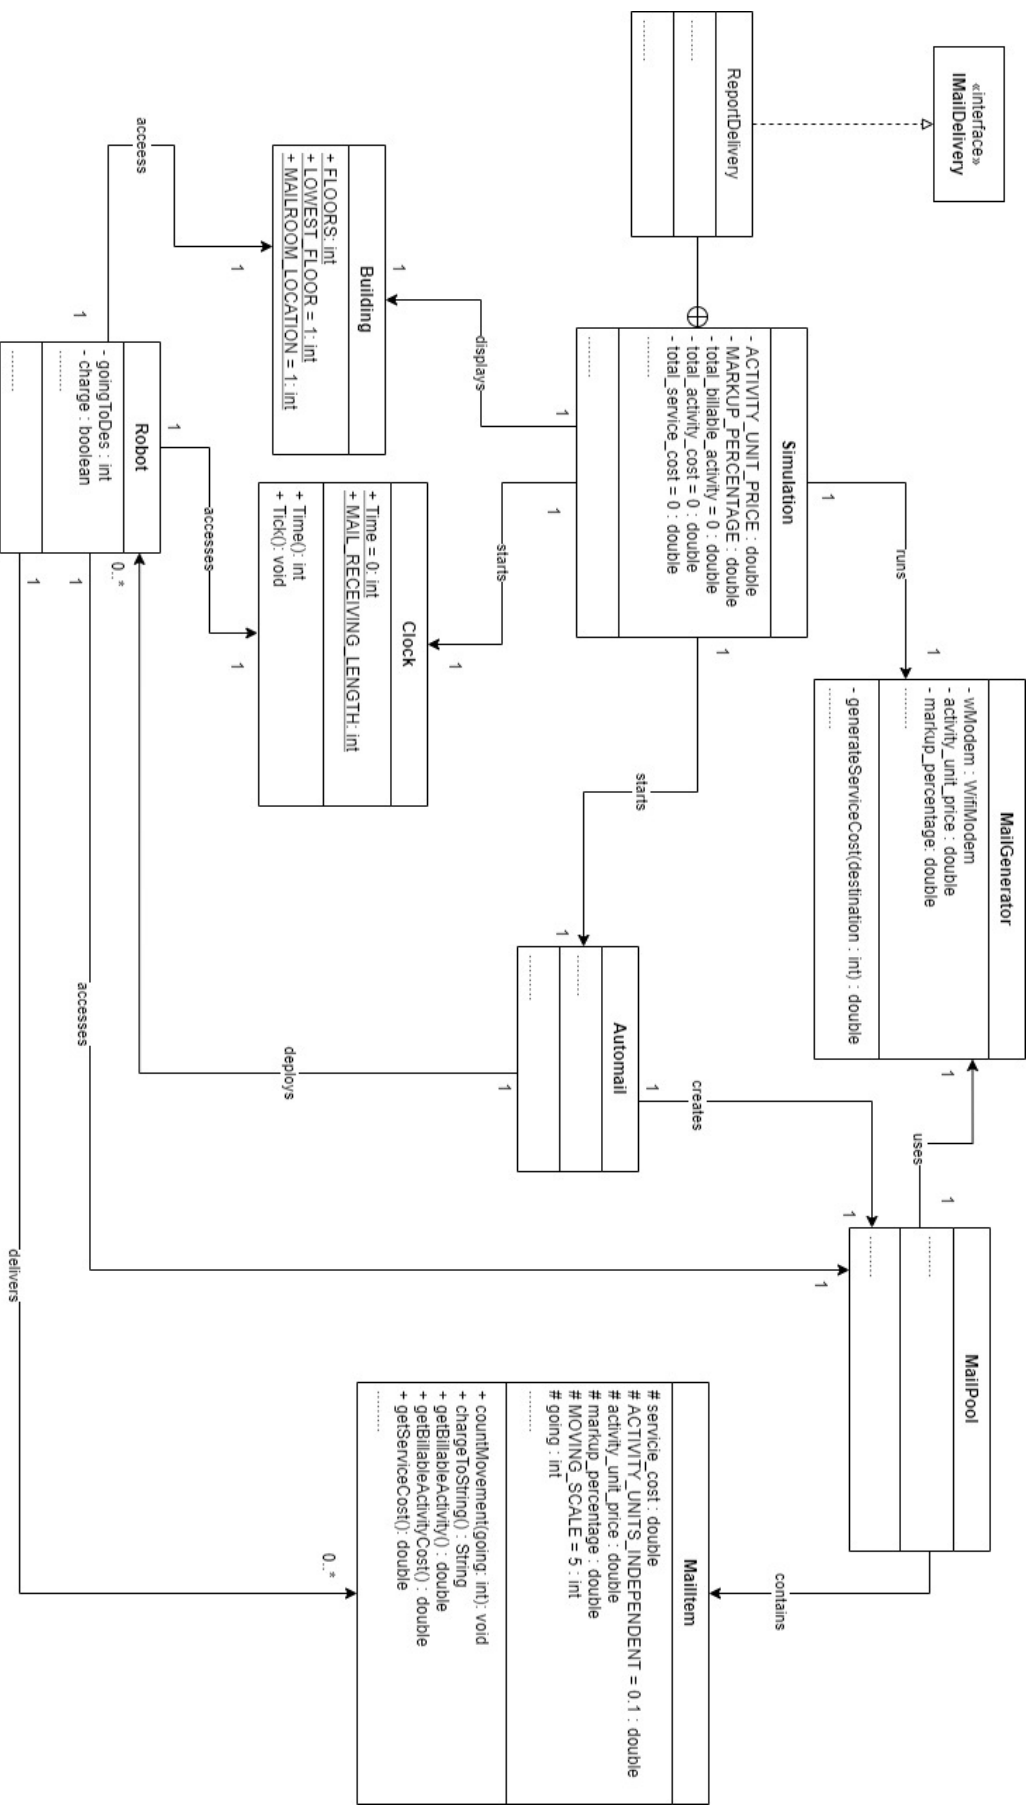 «interface»
IMailDelivery
ReportDelivery
..........
..........
Simulation
- ACTIVITY_UNIT_PRICE : double
- MARKUP_PERCENTAGE : double
- total_billable_activity = 0 : double
- total_activity_cost = 0 : double
- total_service_cost = 0 : double
..........
..........
1
runs
1
MailGenerator
- wModem : WifiModem
- activity_unit_price : double
- markup_percentage: double
..........
- generateServiceCost(destination : int) : double
..........
1
uses
1
MailPool
..........
..........
contains
1
displays
1
Building
+ FLOORS: int
+ LOWEST_FLOOR = 1: int
+ MAILROOM_LOCATION = 1: int
1
acceess
1
1
starts
1
Clock
+ Time = 0: int
+ MAIL_RECEIVING_LENGTH: int
+ Time(): int
+ Tick(): void
1
accesses
1
1
starts
1
Automail
..........
..........
1
creates
1
1
deploys
0..*
Robot
- goingToDes : int
- charge : boolean
..........
..........
1
accesses
1
1
delivers
0..*
MailItem
# servicie_cost : double
# ACTIVITY_UNITS_INDEPENDENT = 0.1 : double
# activity_unit_price : double
# markup_percentage : double
# MOVING_SCALE = 5 : int
# going : int
..........
+ countMovement(going: int): void
+ chargeToString() : String
+ getBillableActivity() : double
+ getBillableActivityCost() : double
+ getServiceCost(): double
..........